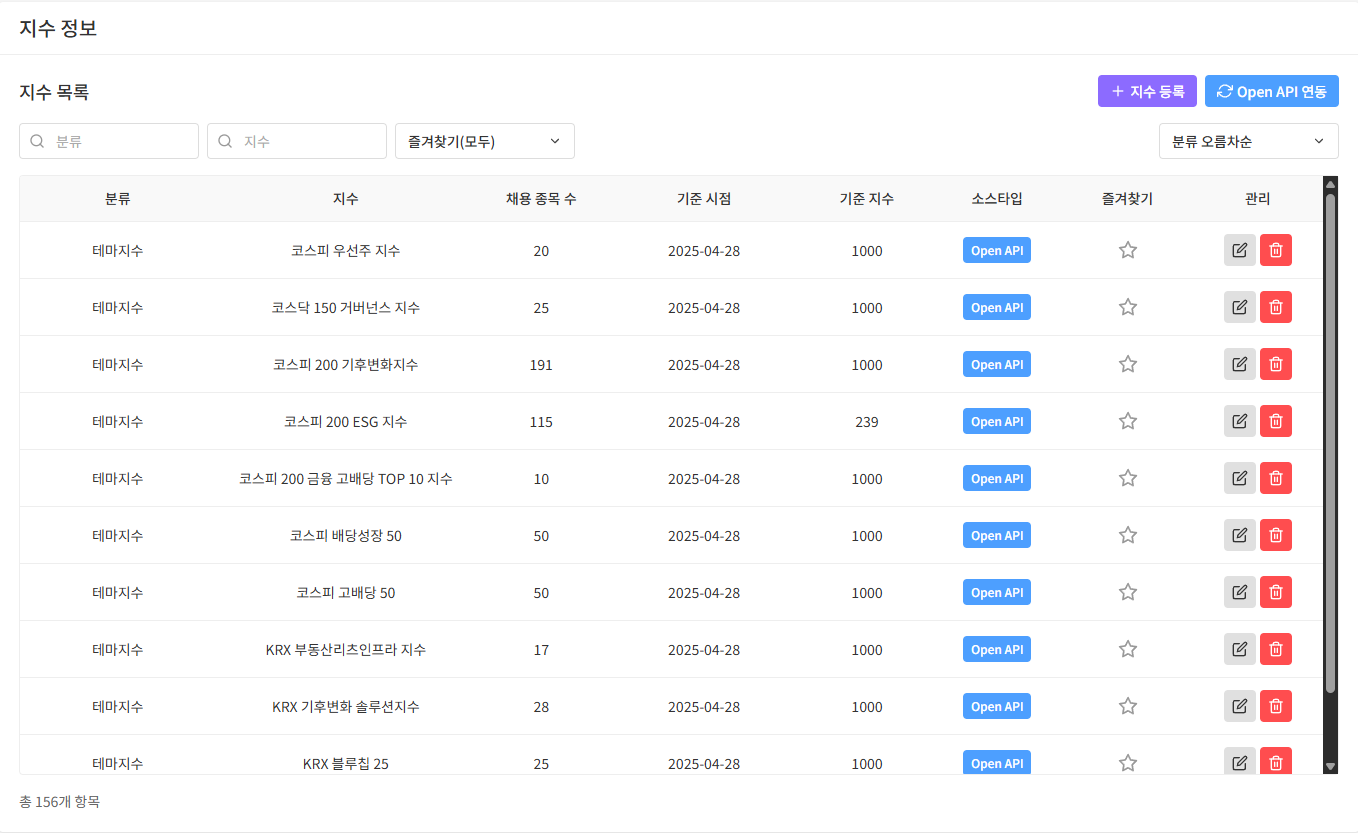 지수 정보
지수 목록
지수 등록 Open API 연동
분류 지수 즐겨찾기(모두) 분류 오름차순
분류 지수 채용 종목 수 기준 시점 기준 지수 소스타입 즐겨찾기 관리
테마지수 코스피 우선주 지수 20 2025-04-28 1000 Open API
테마지수 코스닥 150 거버넌스 지수 25 2025-04-28 1000 Open API
테마지수 코스피 200 기후변화지수 191 2025-04-28 1000 Open API
테마지수 코스피 200 ESG 지수 115 2025-04-28 239 Open API
테마지수 코스피 200 금융 고배당 TOP 10 지수 10 2025-04-28 1000 Open API
테마지수 코스피 배당성장 50 50 2025-04-28 1000 Open API
테마지수 코스피 고배당 50 50 2025-04-28 1000 Open API
테마지수 KRX 부동산리츠인프라 지수 17 2025-04-28 1000 Open API
테마지수 KRX 기후변화 솔루션지수 28 2025-04-28 1000 Open API
테마지수 KRX 블루칩 25 25 2025-04-28 1000 Open API
총 156개 항목